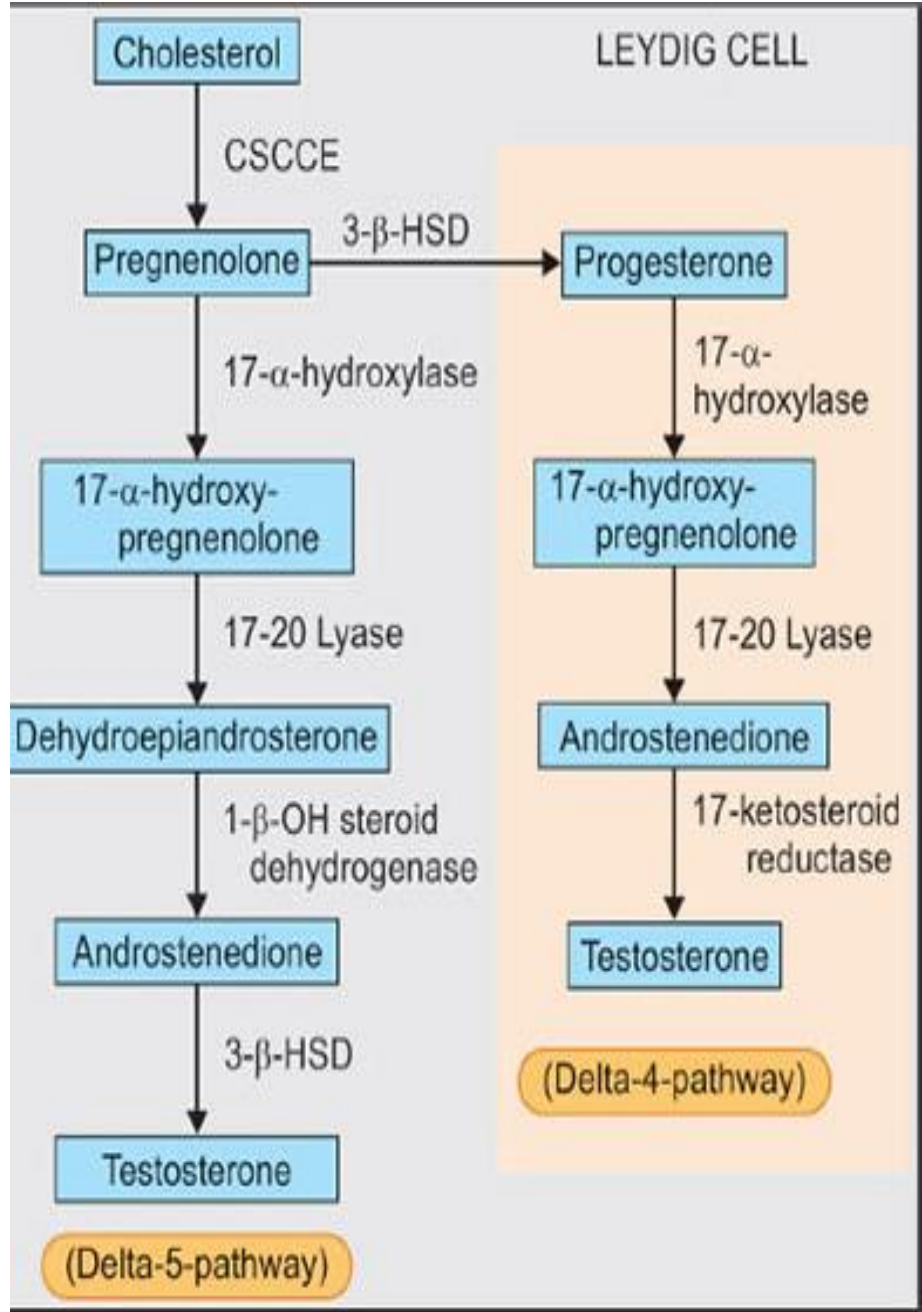 Cholesterol
LEYDIG CELL
CSCCE
Pregnenolone
3-β-HSD
Progesterone
17-α-hydroxylase
17-α-
hydroxylase
17-α-hydroxy-
pregnenolone
17-α-hydroxy-
pregnenolone
17-20 Lyase
17-20 Lyase
Dehydroepiandrosterone
Androstenedione
1-β-OH steroid
dehydrogenase
17-ketosteroid
reductase
Androstenedione
Testosterone
3-β-HSD
(Delta-4-pathway)
Testosterone
(Delta-5-pathway)